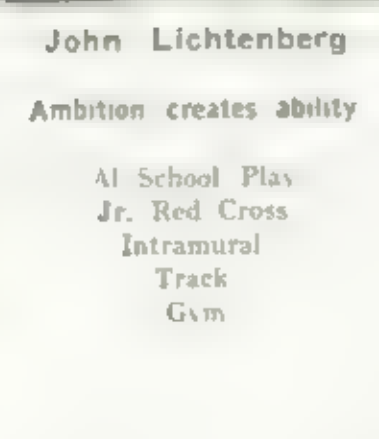 John Lichtenberg
Ambition creates ability
Al School Play
Jr. Red Cross
Intramural
Track
Gym